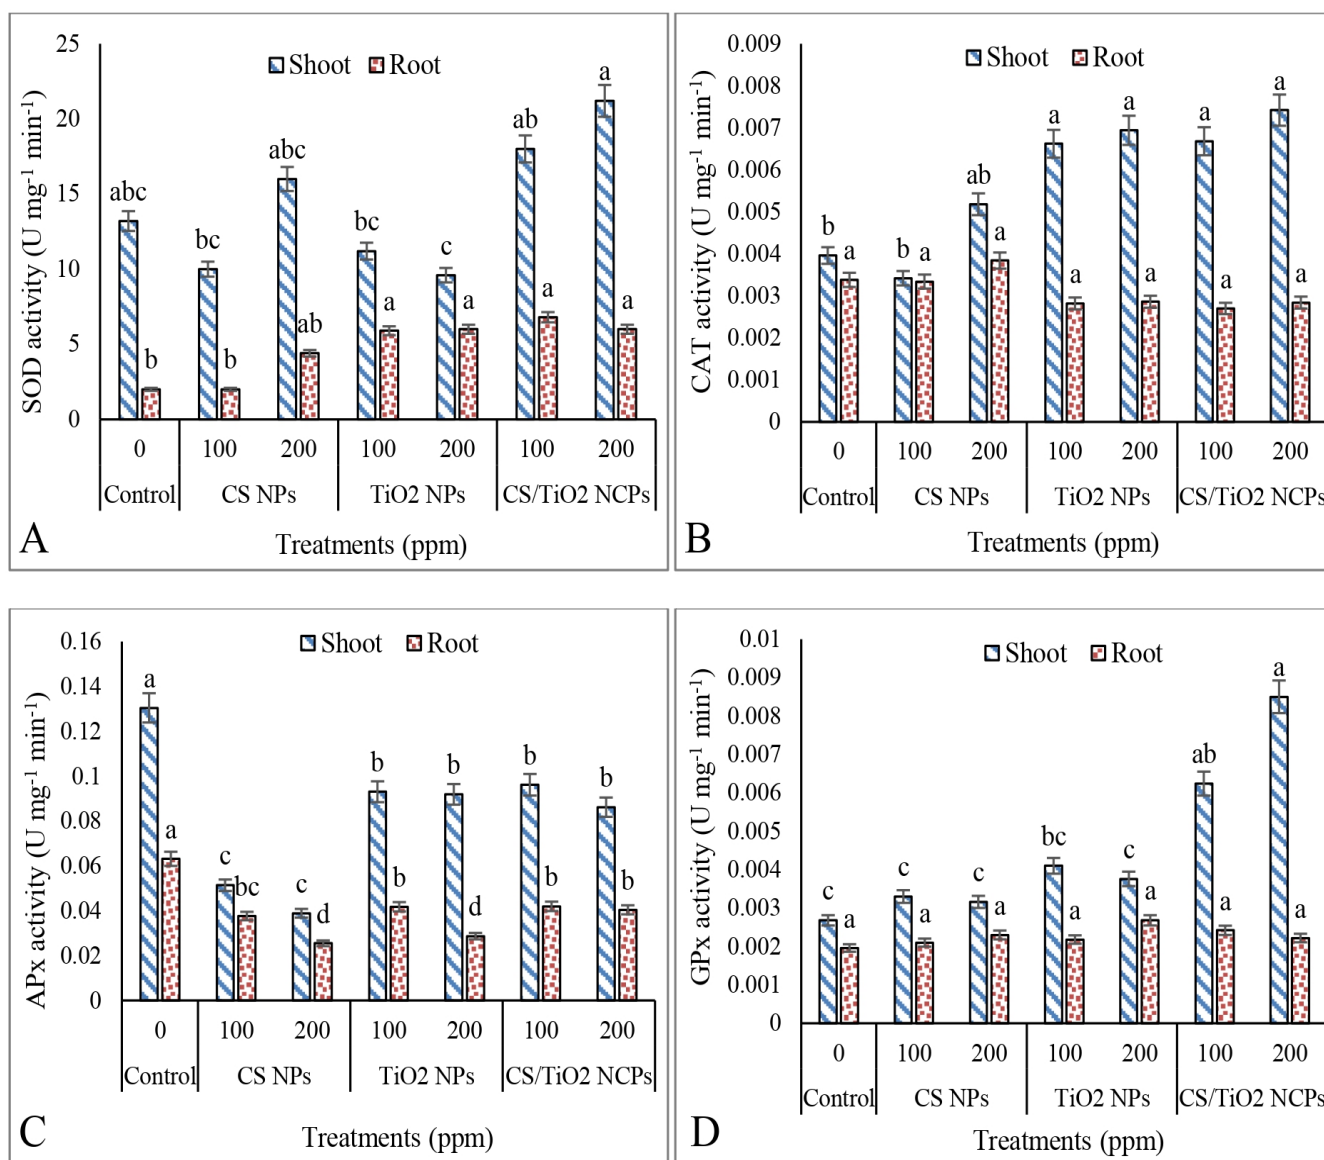 Shoot Root
SOD activity (U mg-1 min-1)
25
20
15
10
5
0
abc
b
bc
b
abc
ab
bc
a
c
a
ab
a
a
a
0 100 200 100 200 100 200
Control CS NPs TiO2 NPs CS/TiO2 NCPs
Treatments (ppm)
A
Shoot Root
CAT activity (U mg-1 min-1)
0.009
0.008
0.007
0.006
0.005
0.004
0.003
0.002
0.001
0
b
a
b
a
ab
a
a
a
a
a
a
a
a
a
0 100 200 100 200 100 200
Control CS NPs TiO2 NPs CS/TiO2 NCPs
Treatments (ppm)
B
Shoot Root
APx activity (U mg-1 min-1)
0.16
0.14
0.12
0.1
0.08
0.06
0.04
0.02
0
a
a
c
bc
c
d
b
b
b
d
b
b
b
b
0 100 200 100 200 100 200
Control CS NPs TiO2 NPs CS/TiO2 NCPs
Treatments (ppm)
C
Shoot Root
GPx activity (U mg-1 min-1)
0.01
0.009
0.008
0.007
0.006
0.005
0.004
0.003
0.002
0.001
0
c
a
c
a
c
a
bc
a
c
a
ab
a
a
a
0 100 200 100 200 100 200
Control CS NPs TiO2 NPs CS/TiO2 NCPs
Treatments (ppm)
D